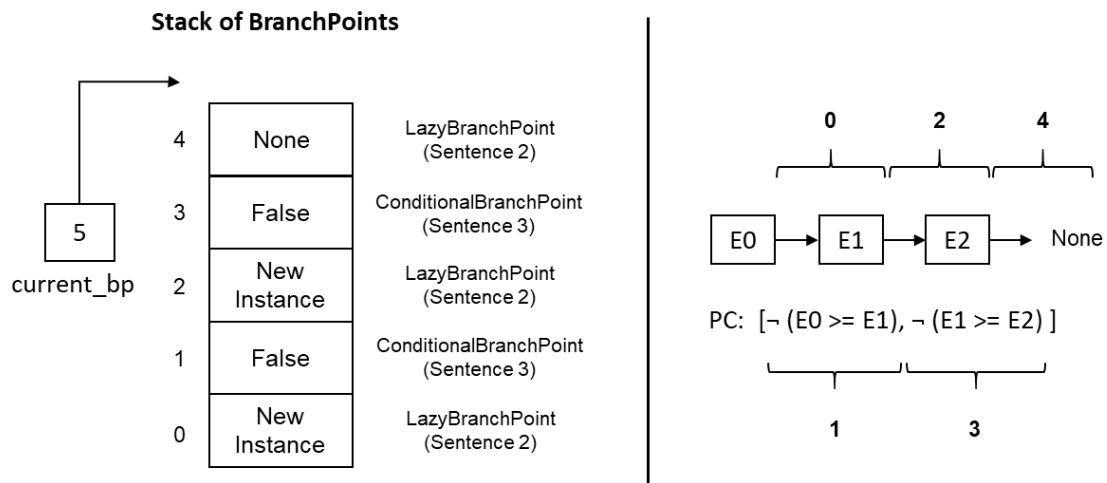 Stack of BranchPoints
5
current_bp
4
None
LazyBranchPoint
(Sentence 2)
3
False
ConditionalBranchPoint
(Sentence 3)
2
New
Instance
LazyBranchPoint
(Sentence 2)
1
False
ConditionalBranchPoint
(Sentence 3)
0
New
Instance
LazyBranchPoint
(Sentence 2)
0 2 4
E0 E1 E2 None
PC: [¬ (E0 >= E1), ¬ (E1 >= E2) ]
1 3